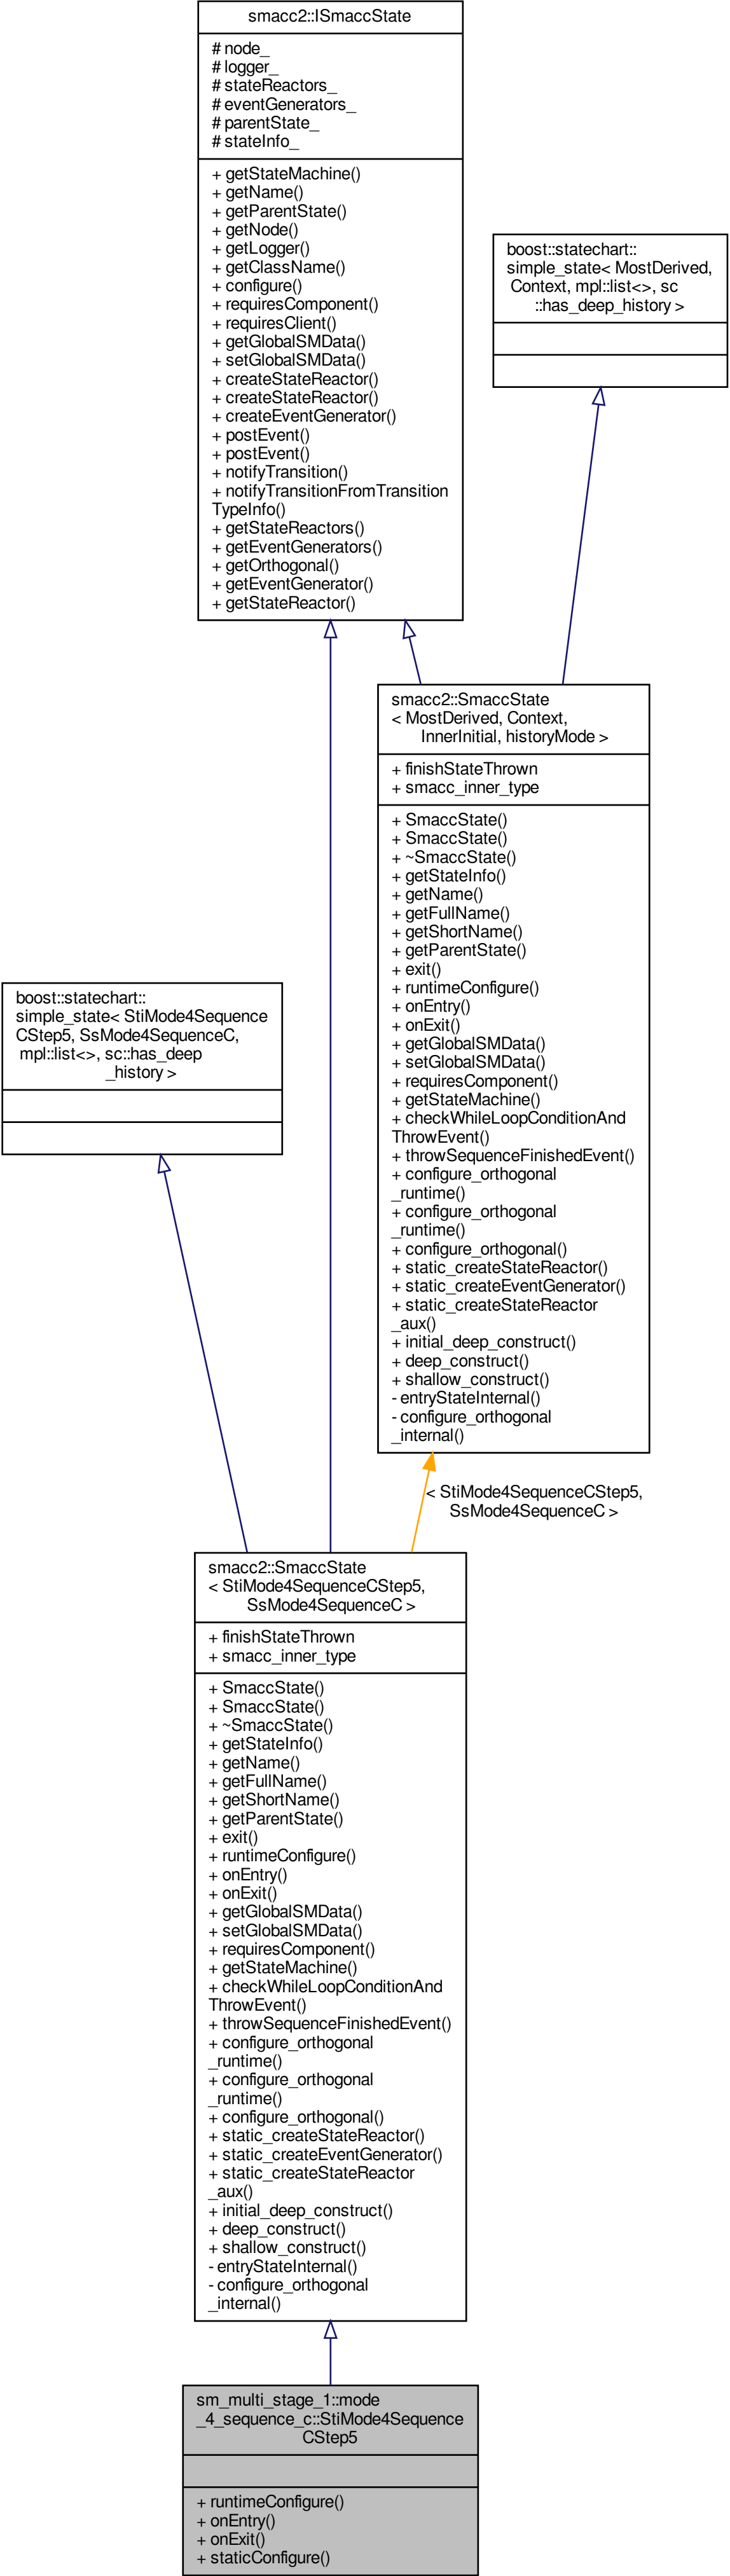 smacc2::ISmaccState
# node_
# logger_
# stateReactors_
# eventGenerators_
# parentState_
# stateInfo_
+ getStateMachine()
+ getName()
+ getParentState()
+ getNode()
+ getLogger()
+ getClassName()
+ configure()
+ requiresComponent()
+ requiresClient()
+ getGlobalSMData()
+ setGlobalSMData()
+ createStateReactor()
+ createStateReactor()
+ createEventGenerator()
+ postEvent()
+ postEvent()
+ notifyTransition()
+ notifyTransitionFromTransition
TypeInfo()
+ getStateReactors()
+ getEventGenerators()
+ getOrthogonal()
+ getEventGenerator()
+ getStateReactor()
boost::statechart::
simple_state< MostDerived,
Context, mpl::list<>, sc
::has_deep_history >
smacc2::SmaccState
< MostDerived, Context,
InnerInitial, historyMode >
+ finishStateThrown
+ smacc_inner_type
+ SmaccState()
+ SmaccState()
+ ~SmaccState()
+ getStateInfo()
+ getName()
+ getFullName()
+ getShortName()
+ getParentState()
+ exit()
+ runtimeConfigure()
+ onEntry()
+ onExit()
+ getGlobalSMData()
+ setGlobalSMData()
+ requiresComponent()
+ getStateMachine()
+ checkWhileLoopConditionAnd
ThrowEvent()
+ throwSequenceFinishedEvent()
+ configure_orthogonal
_runtime()
+ configure_orthogonal
_runtime()
+ configure_orthogonal()
+ static_createStateReactor()
+ static_createEventGenerator()
+ static_createStateReactor
_aux()
+ initial_deep_construct()
+ deep_construct()
+ shallow_construct()
- entryStateInternal()
- configure_orthogonal
_internal()
boost::statechart::
simple_state< StiMode4Sequence
CStep5, SsMode4SequenceC,
mpl::list<>, sc::has_deep
_history >
< StiMode4SequenceCStep5,
SsMode4SequenceC >
smacc2::SmaccState
< StiMode4SequenceCStep5,
SsMode4SequenceC >
+ finishStateThrown
+ smacc_inner_type
+ SmaccState()
+ SmaccState()
+ ~SmaccState()
+ getStateInfo()
+ getName()
+ getFullName()
+ getShortName()
+ getParentState()
+ exit()
+ runtimeConfigure()
+ onEntry()
+ onExit()
+ getGlobalSMData()
+ setGlobalSMData()
+ requiresComponent()
+ getStateMachine()
+ checkWhileLoopConditionAnd
ThrowEvent()
+ throwSequenceFinishedEvent()
+ configure_orthogonal
_runtime()
+ configure_orthogonal
_runtime()
+ configure_orthogonal()
+ static_createStateReactor()
+ static_createEventGenerator()
+ static_createStateReactor
_aux()
+ initial_deep_construct()
+ deep_construct()
+ shallow_construct()
- entryStateInternal()
- configure_orthogonal
_internal()
sm_multi_stage_1::mode
_4_sequence_c::StiMode4Sequence
CStep5
+ runtimeConfigure()
+ onEntry()
+ onExit()
+ staticConfigure()